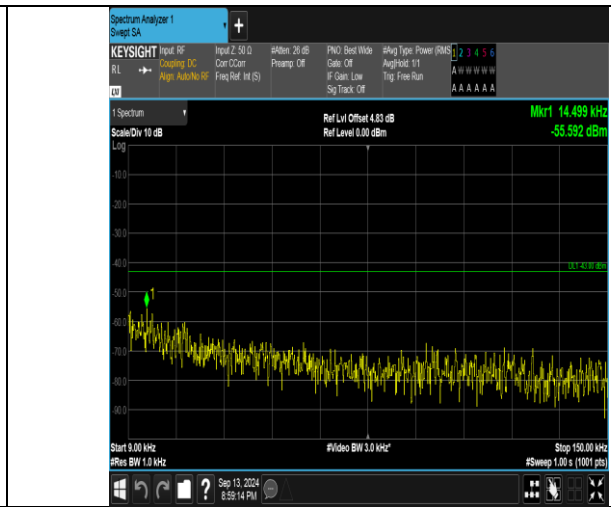 Spectrum Analyzer 1
Swept SA
+
KEYSIGHT
RL
Input: RF
Coupling: DC
Align: Auto/No RF
Input Z: 50 Ω
Corr CCorr
Freq Ref: Int (S)
#Atten: 26 dB
Preamp: Off
PNO: Best Wide
Gate: Off
IF Gain: Low
Sig Track: Off
#Avg Type: Power (RMS
Avg|Hold: 1/1
Trig: Free Run
1 2 3 4 5 6
A W W W W W
A A A A A A
1 Spectrum
Scale/Div 10 dB
Log
Ref Lvl Offset 4.83 dB
Ref Level 0.00 dBm
Mkr1 14.499 kHz
-55.592 dBm
-10.0
-20.0
-30.0
-40.0
DL1 -43.00 dBm
-50.0
1
-60.0
-70.0
-80.0
-90.0
Start 9.00 kHz
#Res BW 1.0 kHz
#Video BW 3.0 kHz*
Stop 150.00 kHz
#Sweep 1.00 s (1001 pts)
?
Sep 13, 2024
8:59:14 PM